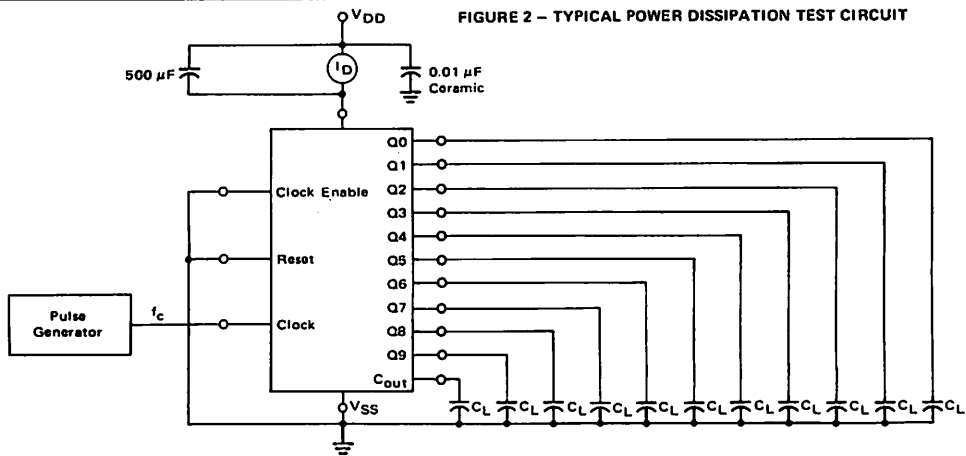 FIGURE 2 – TYPICAL POWER DISSIPATION TEST CIRCUIT
VDD
500 µF
ID
0.01 µF
Ceramic
Clock Enable
Reset
Clock
Pulse
Generator
fc
Q0
Q1
Q2
Q3
Q4
Q5
Q6
Q7
Q8
Q9
Cout
VSS
CL CL CL CL CL CL CL CL CL CL CL